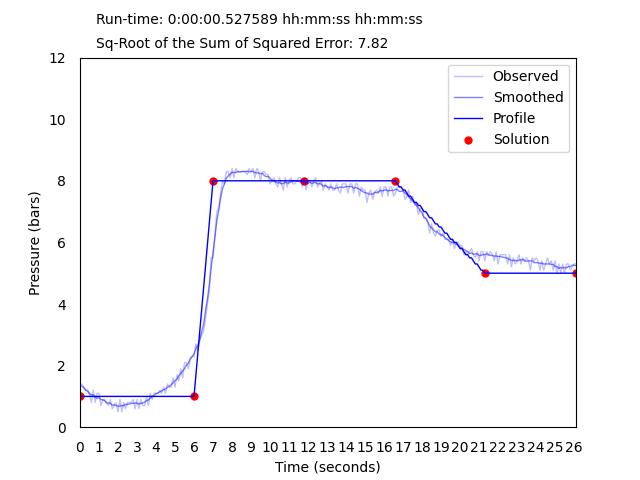 Run-time: 0:00:00.527589 hh:mm:ss hh:mm:ss
Sq-Root of the Sum of Squared Error: 7.82
Observed
Smoothed
Profile
Solution
Pressure (bars)
12
10
8
6
4
2
0
0 1 2 3 4 5 6 7 8 9 10 11 12 13 14 15 16 17 18 19 20 21 22 23 24 25 26
Time (seconds)